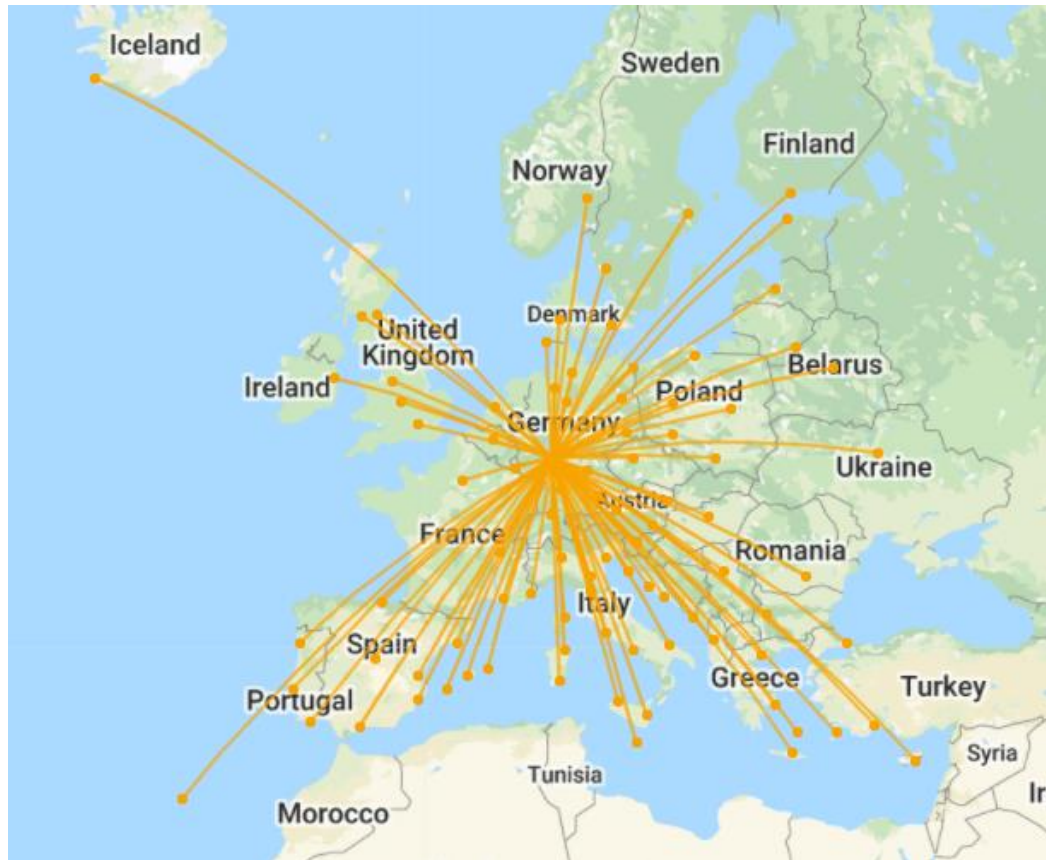 Iceland
Sweden
Finland
Norway
Denmark
United
Kingdom
Belarus
Ireland
Poland
Germany
Ukraine
Austria
France
Romania
Italy
Spain
Greece
Portugal
Turkey
Syria
Tunisia
Ir
Morocco